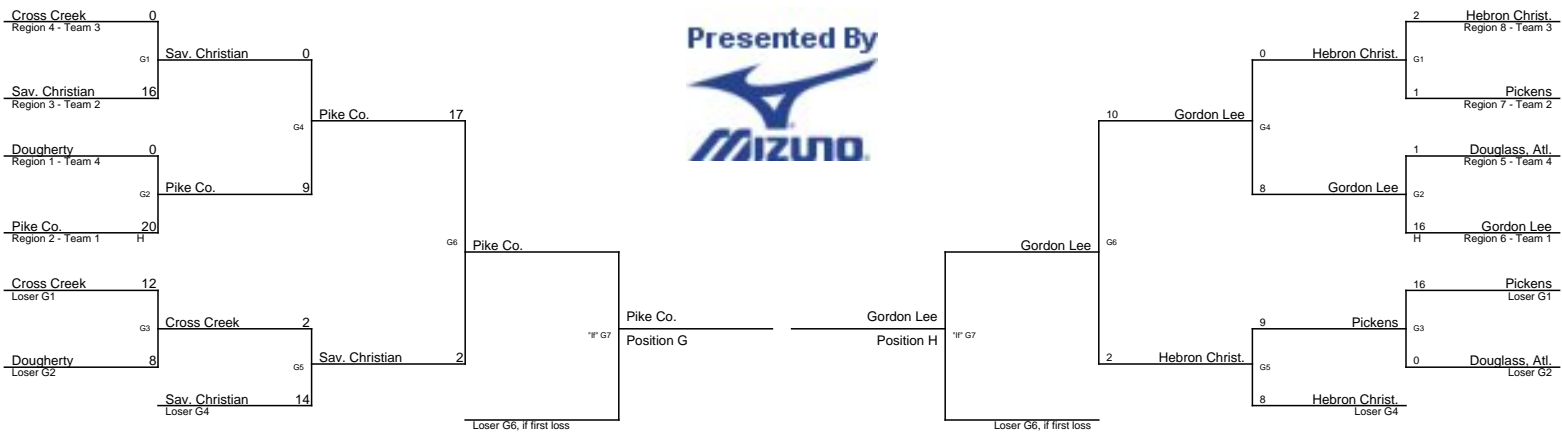 Cross Creek 0
Region 4 - Team 3
G1
Sav. Christian 0
Sav. Christian 16
Region 3 - Team 2
G4
Pike Co. 17
Dougherty 0
Region 1 - Team 4
G2
Pike Co. 9
Pike Co. 20
Region 2 - Team 1 H
G6
Pike Co.
Cross Creek 12
Loser G1
G3
Cross Creek 2
Dougherty 8
Loser G2
G5
Sav. Christian 2
Sav. Christian 14
Loser G4
"If" G7
Pike Co.
Position G
Loser G6, if first loss
Presented By
MIZUNO
2 Hebron Christ.
Region 8 - Team 3
G1
0 Hebron Christ.
1 Pickens
Region 7 - Team 2
G4
10 Gordon Lee
1 Douglass, Atl.
Region 5 - Team 4
G2
8 Gordon Lee
16 Gordon Lee
H Region 6 - Team 1
G6
Gordon Lee
16 Pickens
Loser G1
G3
9 Pickens
0 Douglass, Atl.
Loser G2
G5
2 Hebron Christ.
8 Hebron Christ.
Loser G4
"If" G7
Gordon Lee
Position H
Loser G6, if first loss